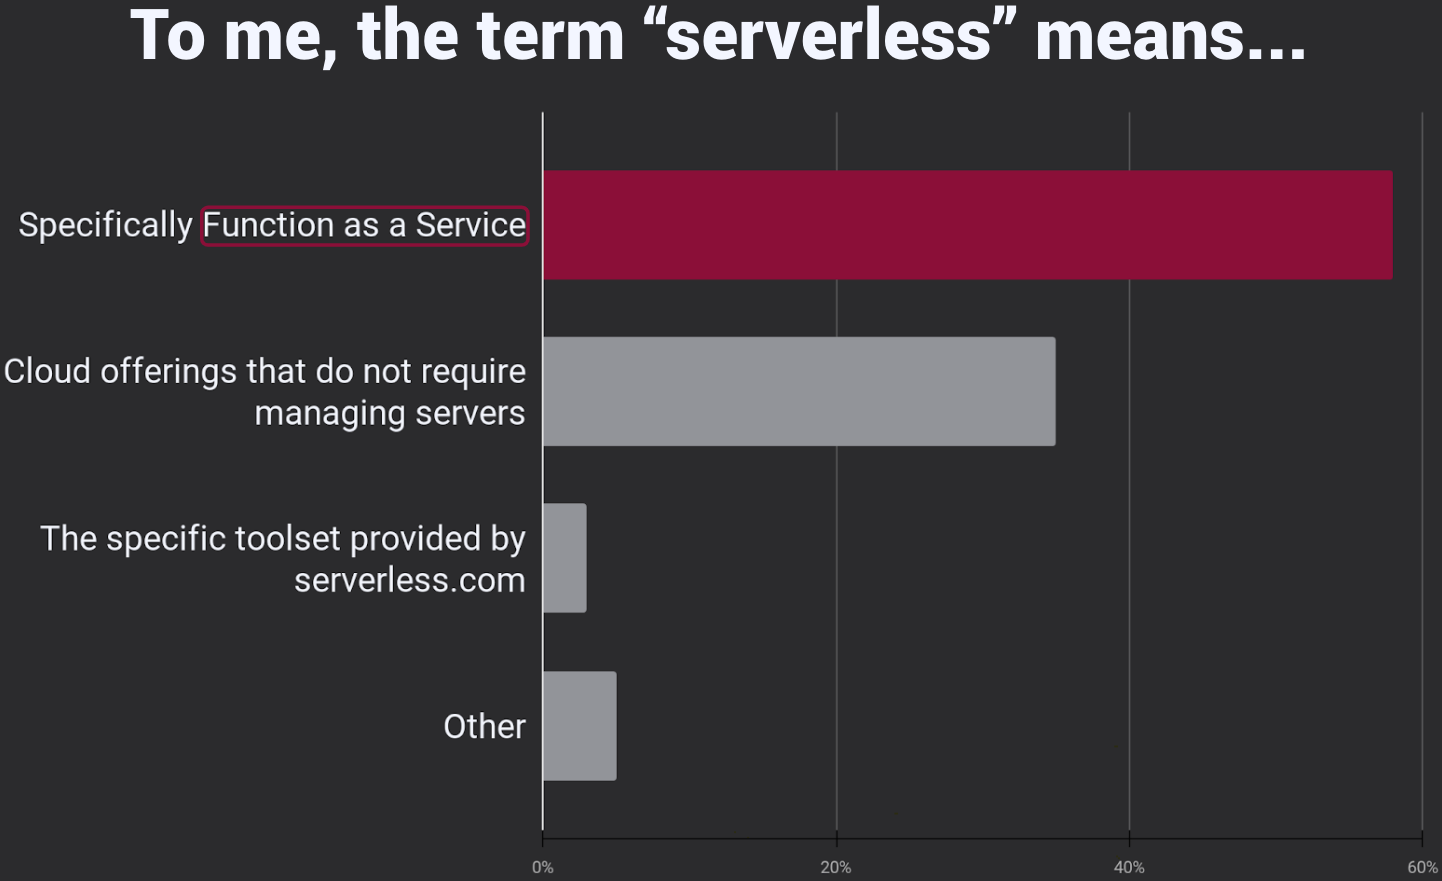 To me, the term “serverless” means...
Specifically Function as a Service
Cloud offerings that do not require
managing servers
The specific toolset provided by
serverless.com
Other
0%
20%
40%
60%